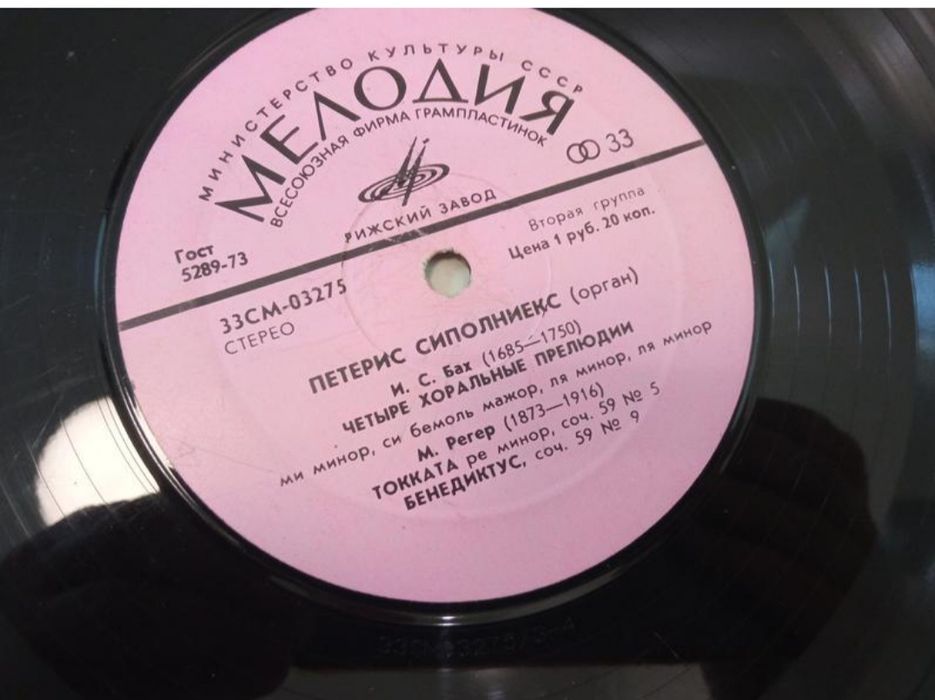 МИНИСТЕРСТВО КУЛЬТУРЫ СССР
МЕЛОДИЯ
ВСЕСОЮЗНАЯ ФИРМА ГРАМПЛАСТИНОК
33
РИЖСКИЙ ЗАВОД
Гост
5289-73
Вторая группа
Цена 1 руб. 20 коп.
33СМ-03275
СТЕРЕО
ПЕТЕРИС СИПОЛНИЕКС (орган)
И. С. Бах (1685—1750)
ЧЕТЫРЕ ХОРАЛЬНЫЕ ПРЕЛЮДИИ
ми минор, си бемоль мажор, ля минор, ля минор
М. Регер (1873—1916)
ТОККАТА ре минор, соч. 59 № 5
БЕНЕДИКТУС, соч. 59 № 9